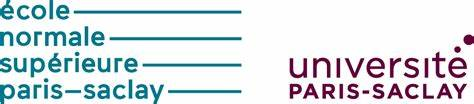 école
normale
supérieure
paris–saclay
université
PARIS-SACLAY